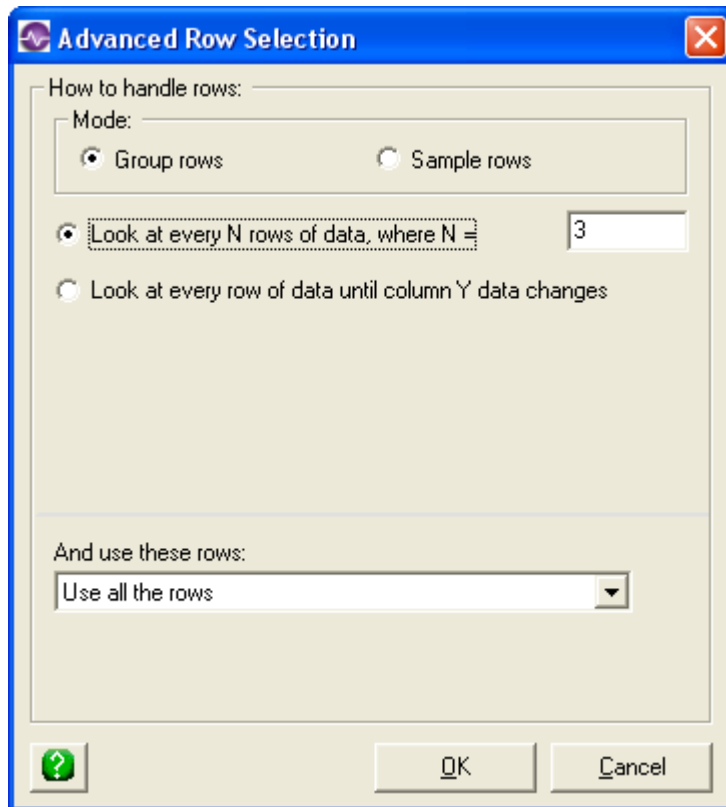 Advanced Row Selection
How to handle rows:
Mode:
Group rows
Sample rows
Look at every N rows of data, where N =
3
Look at every row of data until column Y data changes
And use these rows:
Use all the rows
?
OK
Cancel